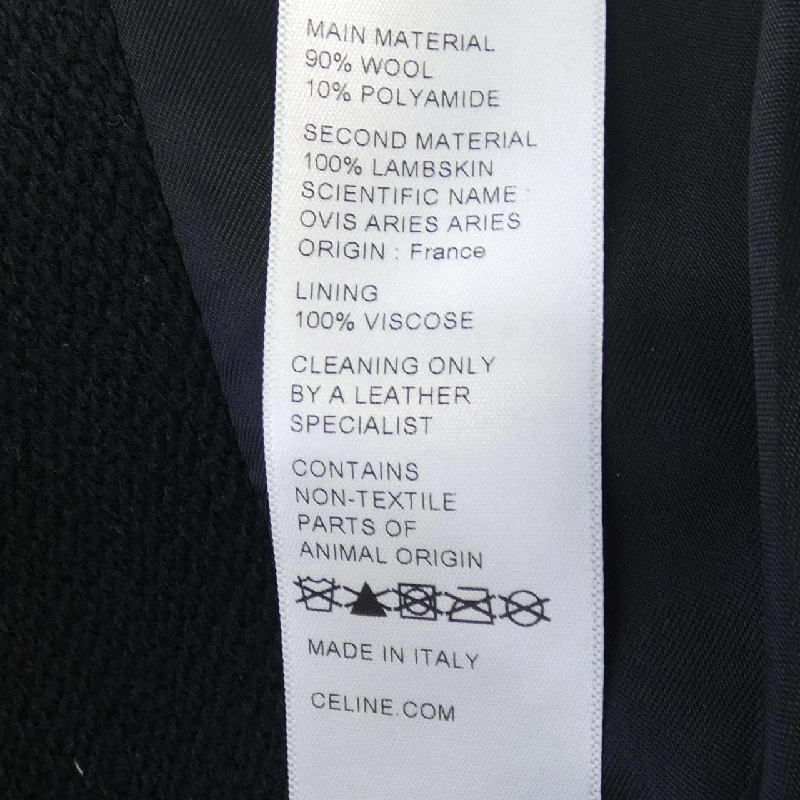 MAIN MATERIAL
90% WOOL
10% POLYAMIDE
SECOND MATERIAL
100% LAMBSKIN
SCIENTIFIC NAME :
OVIS ARIES ARIES
ORIGIN : France
LINING
100% VISCOSE
CLEANING ONLY
BY A LEATHER
SPECIALIST
CONTAINS
NON-TEXTILE
PARTS OF
ANIMAL ORIGIN
MADE IN ITALY
CELINE.COM